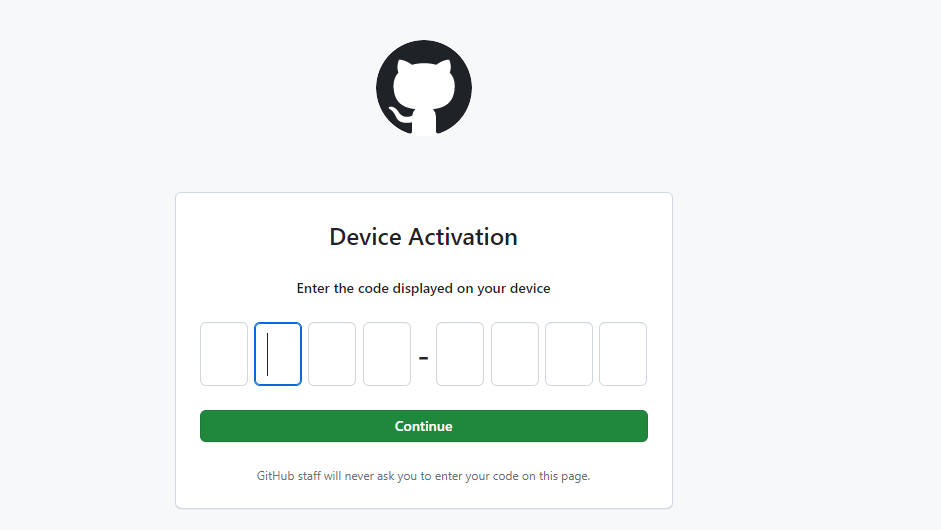 Device Activation
Enter the code displayed on your device
-
Continue
GitHub staff will never ask you to enter your code on this page.